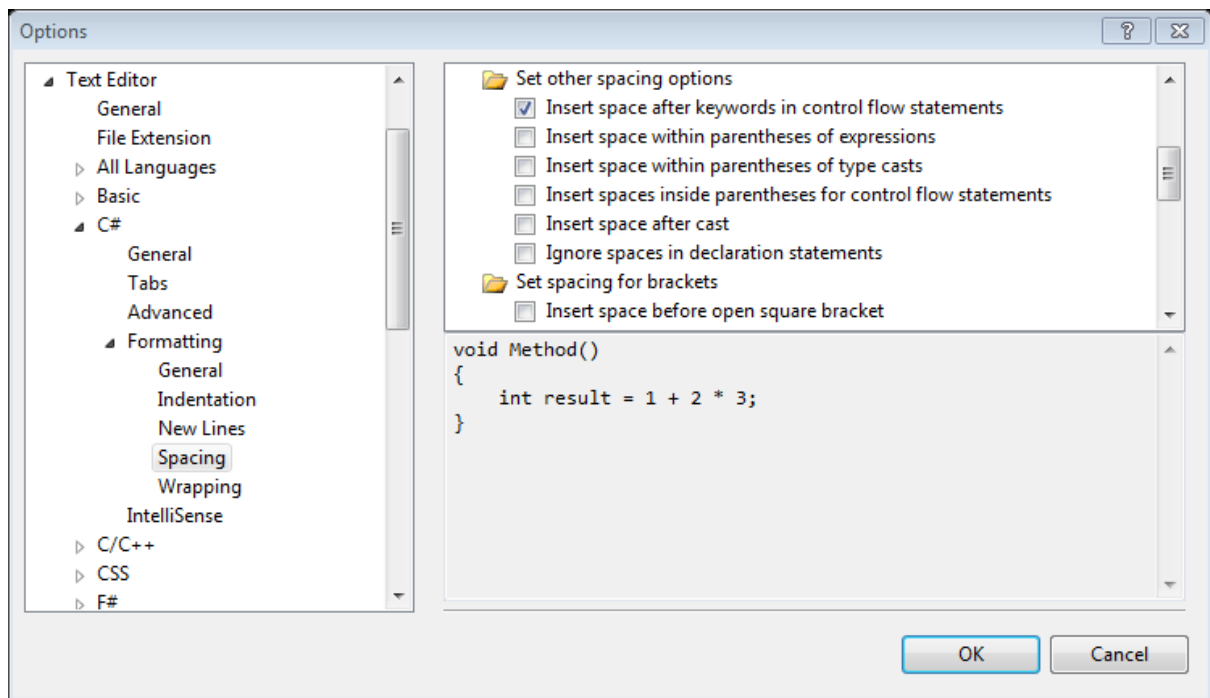 Options
Text Editor
General
File Extension
All Languages
Basic
C#
General
Tabs
Advanced
Formatting
General
Indentation
New Lines
Spacing
Wrapping
IntelliSense
C/C++
CSS
F#
Set other spacing options
Insert space after keywords in control flow statements
Insert space within parentheses of expressions
Insert space within parentheses of type casts
Insert spaces inside parentheses for control flow statements
Insert space after cast
Ignore spaces in declaration statements
Set spacing for brackets
Insert space before open square bracket
void Method()
{
    int result = 1 + 2 * 3;
}
OK
Cancel